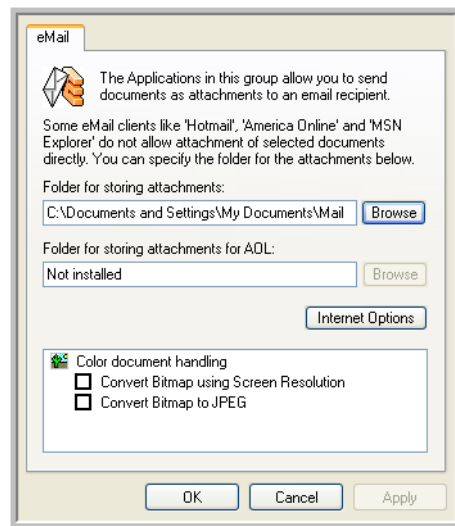 eMail
The Applications in this group allow you to send
documents as attachments to an email recipient.
Some eMail clients like 'Hotmail', 'America Online' and 'MSN
Explorer' do not allow attachment of selected documents
directly. You can specify the folder for the attachments below.
Folder for storing attachments:
C:\Documents and Settings\My Documents\Mail Browse
Folder for storing attachments for AOL:
Not installed Browse
Internet Options
Color document handling
Convert Bitmap using Screen Resolution
Convert Bitmap to JPEG
OK Cancel Apply